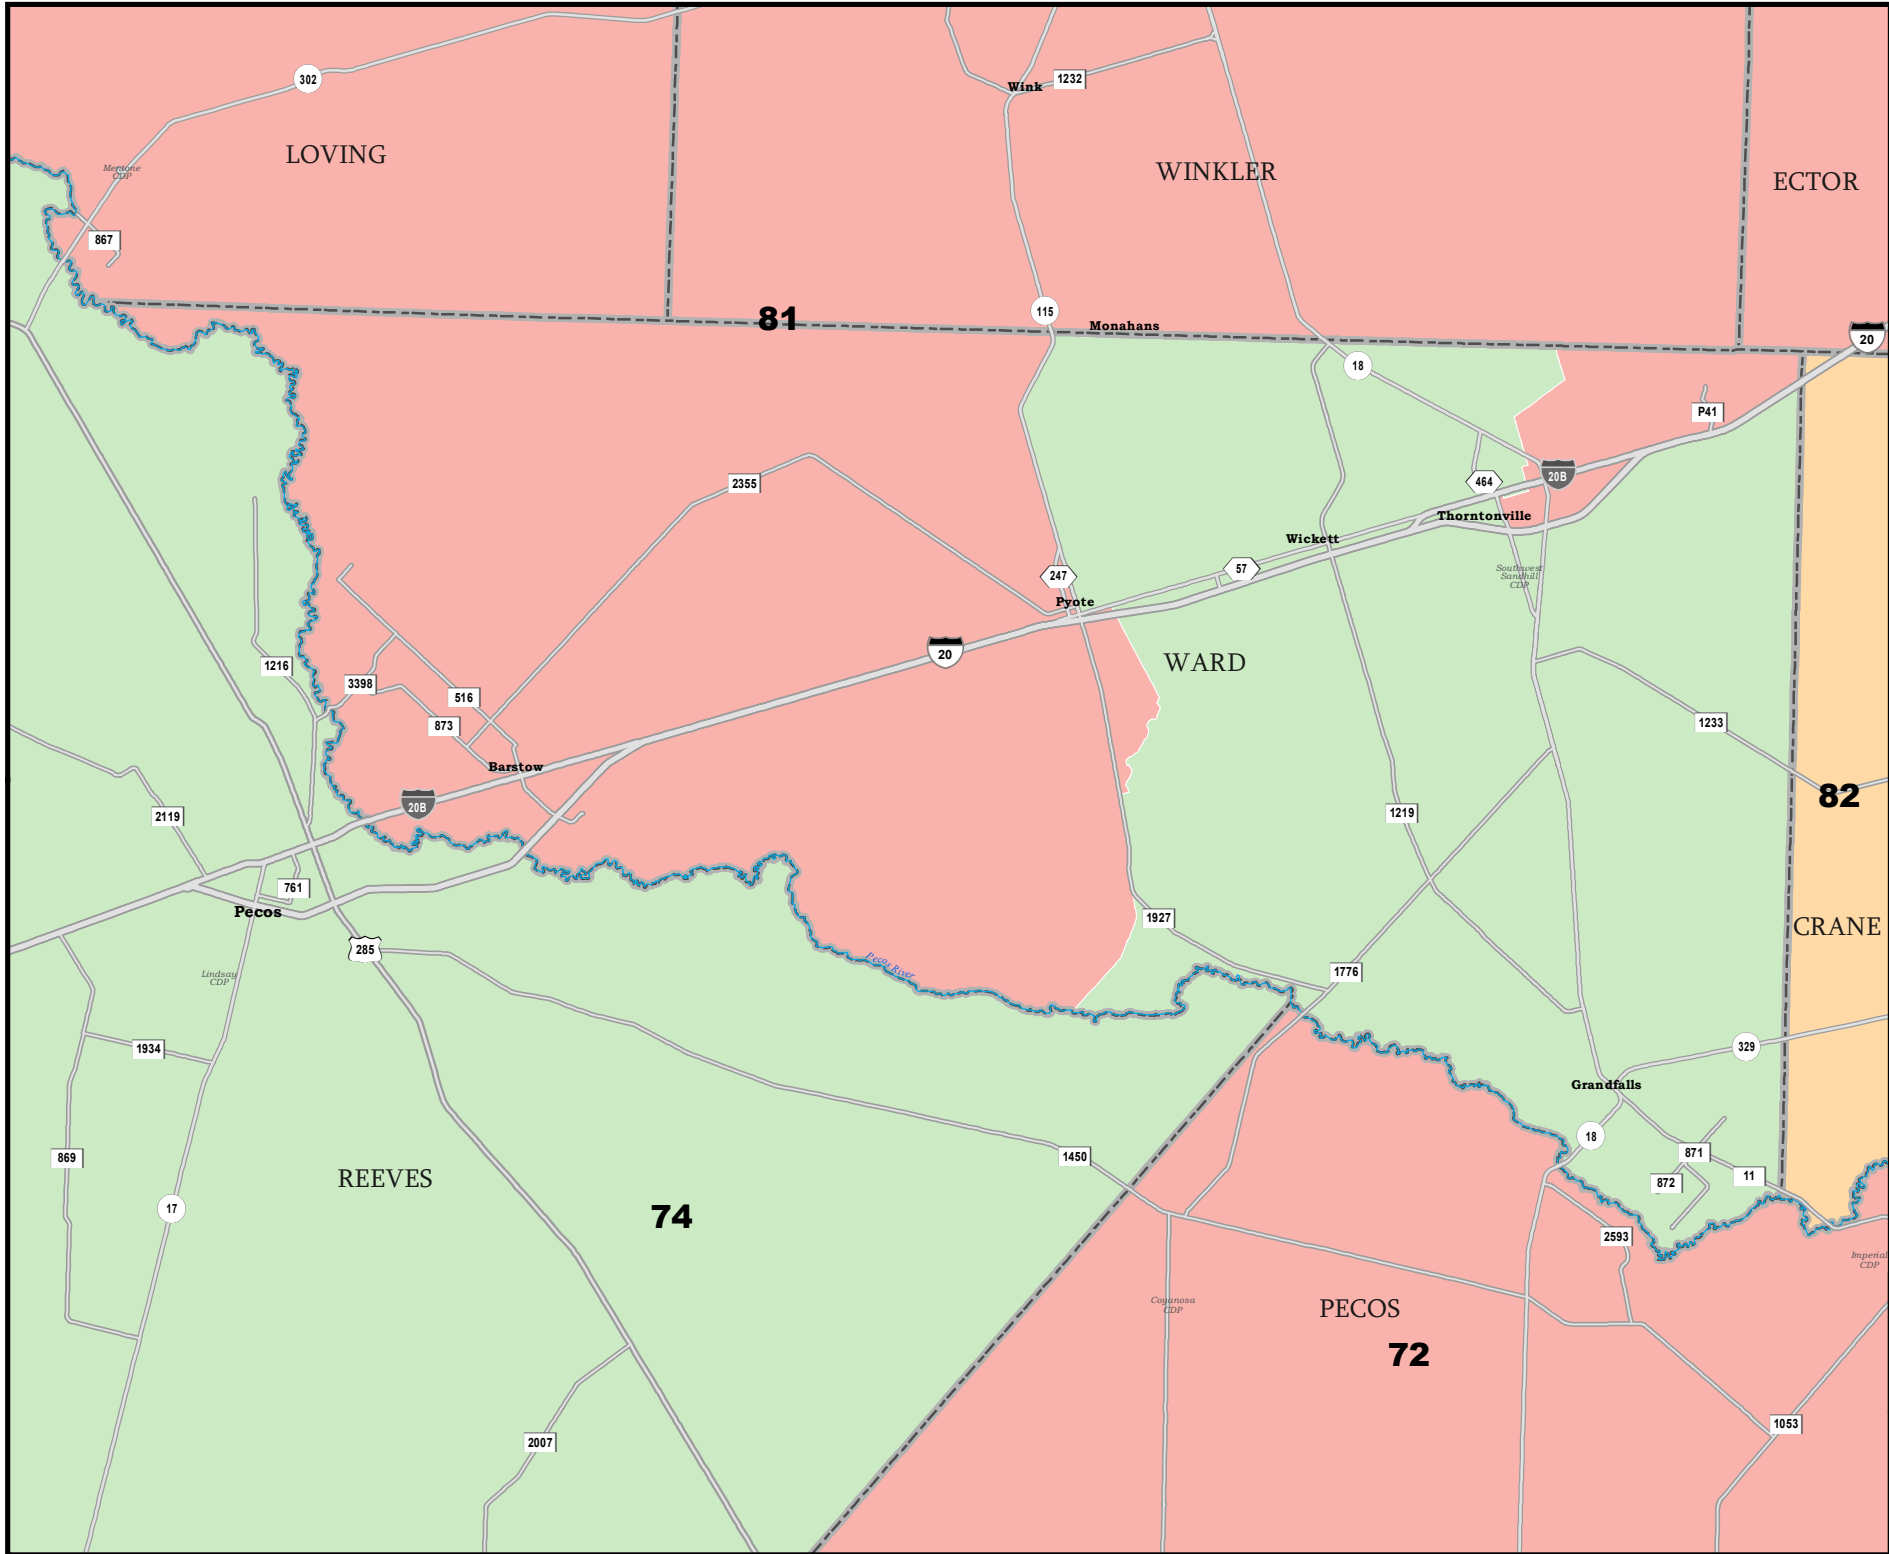 302
Wink
1232
LOVING
Mentone
CDP
WINKLER
ECTOR
867
81
115
Monahans
20
18
P41
2355
464
20B
Thorntonville
Wickett
57
247
Southwest
Sandhill
CDP
Pyote
20
WARD
1216
3398
516
873
1233
Barstow
20B
82
2119
1219
761
Pecos
1927
CRANE
285
Pecos River
1776
Lindsay
CDP
1934
329
Grandfalls
18
869
1450
871
REEVES
11
872
17
74
2593
Imperial
CDP
Coyanosa
CDP
PECOS
72
1053
2007